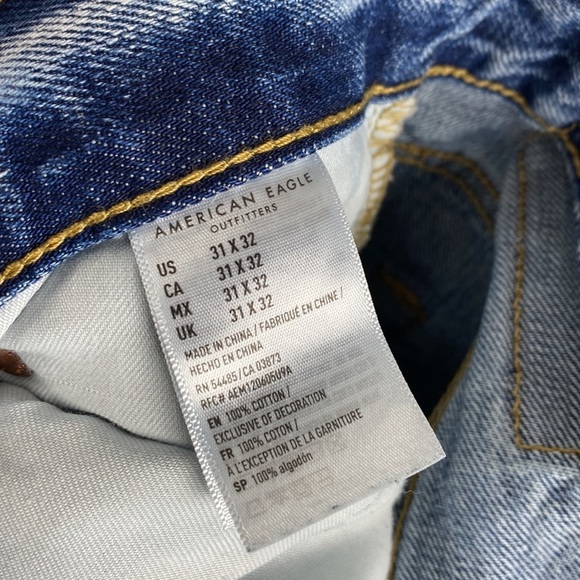 AMERICAN EAGLE
OUTFITTERS
US 31 X 32
CA 31 X 32
MX 31 X 32
UK 31 X 32
MADE IN CHINA / FABRIQUÉ EN CHINE /
HECHO EN CHINA
RN 54485/ CA 03873
RFC# AEM120605U9A
EN 100% COTTON /
EXCLUSIVE OF DECORATION
FR 100% COTON /
À L'EXCEPTION DE LA GARNITURE
SP 100% algodón